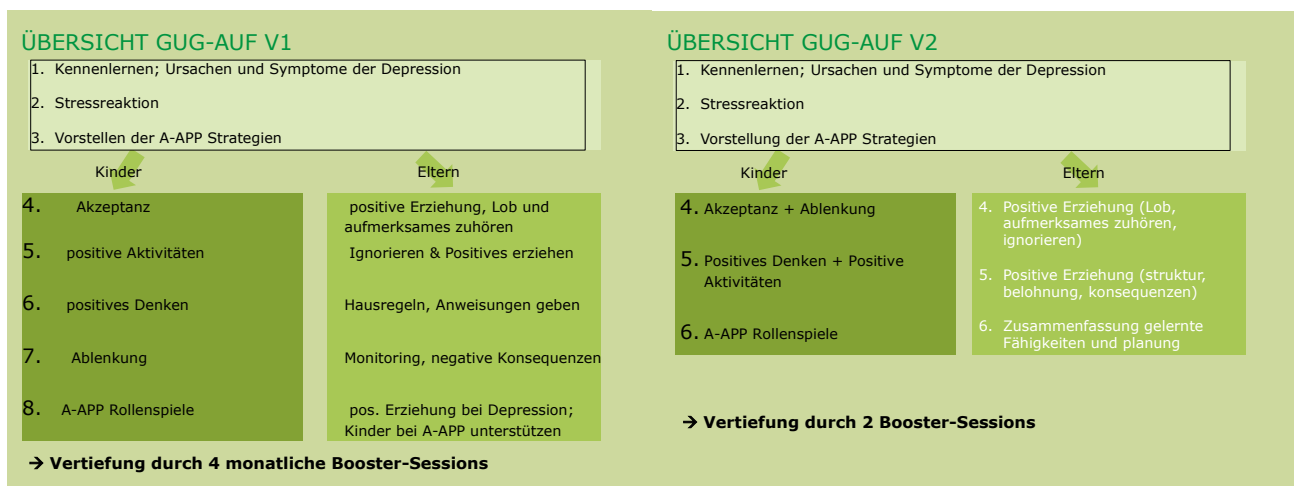 ÜBERSICHT GUG-AUF V1
1. Kennenlernen; Ursachen und Symptome der Depression
2. Stressreaktion
3. Vorstellen der A-APP Strategien
Kinder
Eltern
4. Akzeptanz
positive Erziehung, Lob und
aufmerksames zuhören
5. positive Aktivitäten
Ignorieren & Positives erziehen
6. positives Denken
Hausregeln, Anweisungen geben
7. Ablenkung
Monitoring, negative Konsequenzen
8. A-APP Rollenspiele
pos. Erziehung bei Depression;
Kinder bei A-APP unterstützen
→ Vertiefung durch 4 monatliche Booster-Sessions
ÜBERSICHT GUG-AUF V2
1. Kennenlernen; Ursachen und Symptome der Depression
2. Stressreaktion
3. Vorstellung der A-APP Strategien
Kinder
Eltern
4. Akzeptanz + Ablenkung
5. Positives Denken + Positive
Aktivitäten
6. A-APP Rollenspiele
4. Positive Erziehung (Lob,
aufmerksames zuhören,
ignorieren)
5. Positive Erziehung (struktur,
belohnung, konsequenzen)
6. Zusammenfassung gelernte
Fähigkeiten und planung
→ Vertiefung durch 2 Booster-Sessions